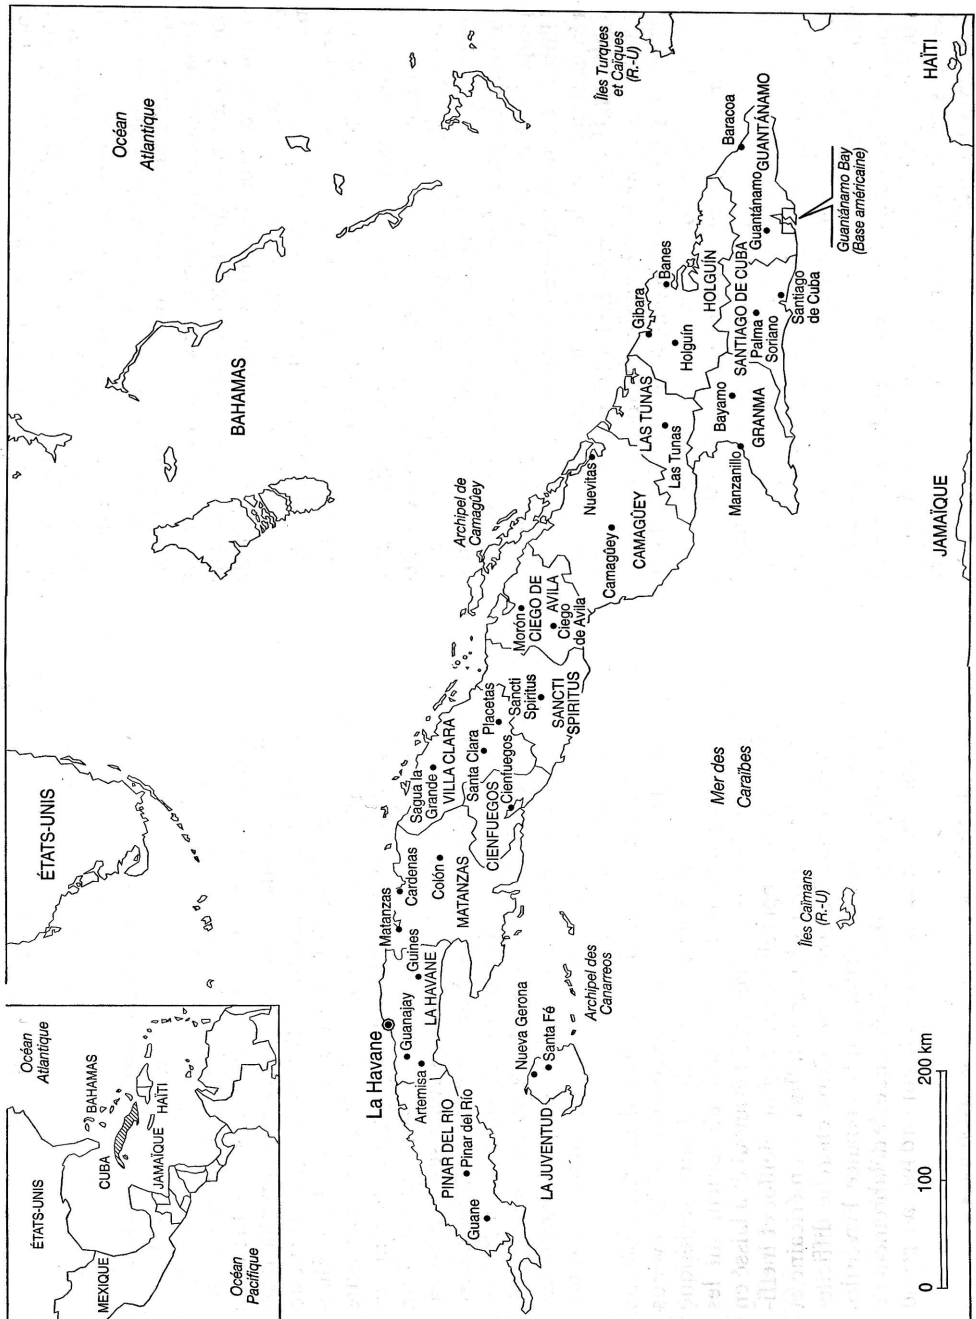 Océan
Atlantique
ÉTATS-UNIS
BAHAMAS
Îles Turques
et Caïques
(R.-U)
HAÏTI
JAMAÏQUE
Îles Caïmans
(R.-U)
Mer des
Caraïbes
Archipel de
Camagüey
Archipel des
Canarreos
La Havane
Guanajay
Artemisa
LA HAVANE
Guines
PINAR DEL RIO
Pinar del Río
Guane
LA JUVENTUD
Nueva Gerona
Santa Fé
Matanzas
Cardenas
Colón
MATANZAS
Sagua la
Grande
VILLA CLARA
Santa Clara
Placetas
CIENFUEGOS
Cienfuegos
Sancti
Spiritus
SANCTI
SPIRITUS
Morón
CIEGO DE
AVILA
Ciego
de Avila
Nuevitas
Camagüey
CAMAGÜEY
LAS TUNAS
Las Tunas
Gibara
Holguín
Banes
HOLGUÍN
Bayamo
Manzanillo
GRANMA
SANTIAGO DE CUBA
Palma
Soriano
Santiago
de Cuba
Baracoa
Guantánamo
GUANTÁNAMO
Guantánamo Bay
(Base américaine)
0 100 200 km
ÉTATS-UNIS
Océan
Atlantique
BAHAMAS
CUBA
HAÏTI
JAMAÏQUE
MEXIQUE
Océan
Pacifique